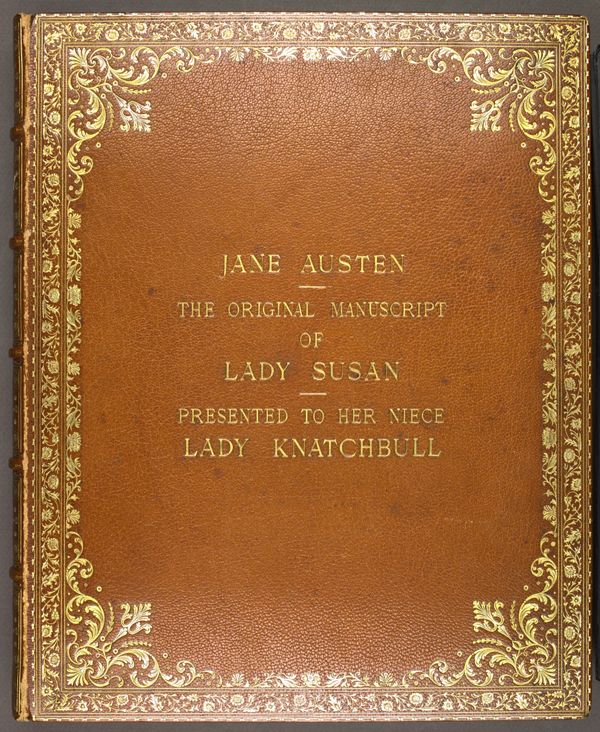 JANE AUSTEN
THE ORIGINAL MANUSCRIPT
OF
LADY SUSAN
PRESENTED TO HER NIECE
LADY KNATCHBULL